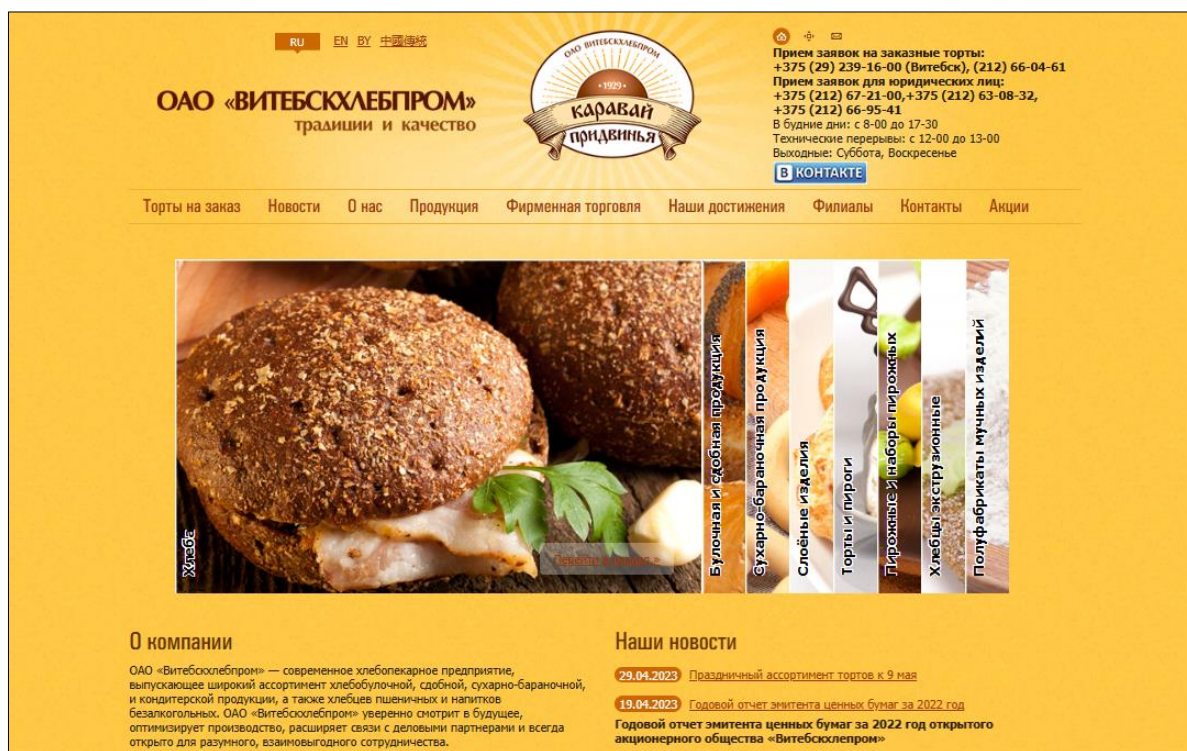 RU EN BY 中國傳統
ОАО «ВИТЕБСКХЛЕБПРОМ»
традиции и качество
ОАО ВИТЕБСКХЛЕБПРОМ
•1929•
каравай
придвинья
Прием заявок на заказные торты:
+375 (29) 239-16-00 (Витебск), (212) 66-04-61
Прием заявок для юридических лиц:
+375 (212) 67-21-00,+375 (212) 63-08-32,
+375 (212) 66-95-41
В будние дни: с 8-00 до 17-30
Технические перерывы: с 12-00 до 13-00
Выходные: Суббота, Воскресенье
В КОНТАКТЕ
Торты на заказ Новости О нас Продукция Фирменная торговля Наши достижения Филиалы Контакты Акции
Хлеба
Булочная и сдобная продукция
Сухарно-бараночная продукция
Слоёные изделия
Торты и пироги
Пирожные и наборы пирожных
Хлебцы экструзионные
Полуфабрикаты мучных изделий
О компании
ОАО «Витебскхлебпром» — современное хлебопекарное предприятие,
выпускающее широкий ассортимент хлебобулочной, сдобной, сухарно-бараночной,
и кондитерской продукции, а также хлебцев пшеничных и напитков
безалкогольных. ОАО «Витебскхлебпром» уверенно смотрит в будущее,
оптимизирует производство, расширяет связи с деловыми партнерами и всегда
открыто для разумного, взаимовыгодного сотрудничества.
Наши новости
29.04.2023 Праздничный ассортимент тортов к 9 мая
19.04.2023 Годовой отчет эмитента ценных бумаг за 2022 год
Годовой отчет эмитента ценных бумаг за 2022 год открытого
акционерного общества «Витебскхлепром»